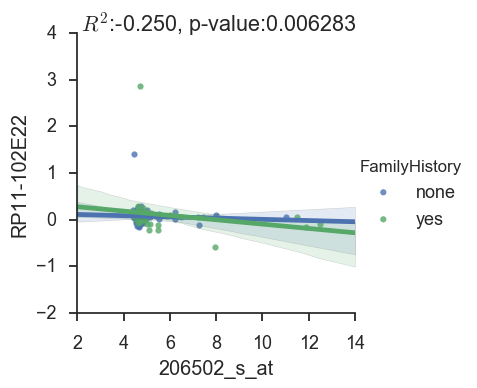 R²:-0.250, p-value:0.006283
4
3
2
1
0
−1
−2
RP11-102E22
2 4 6 8 10 12 14
206502_s_at
FamilyHistory
none
yes